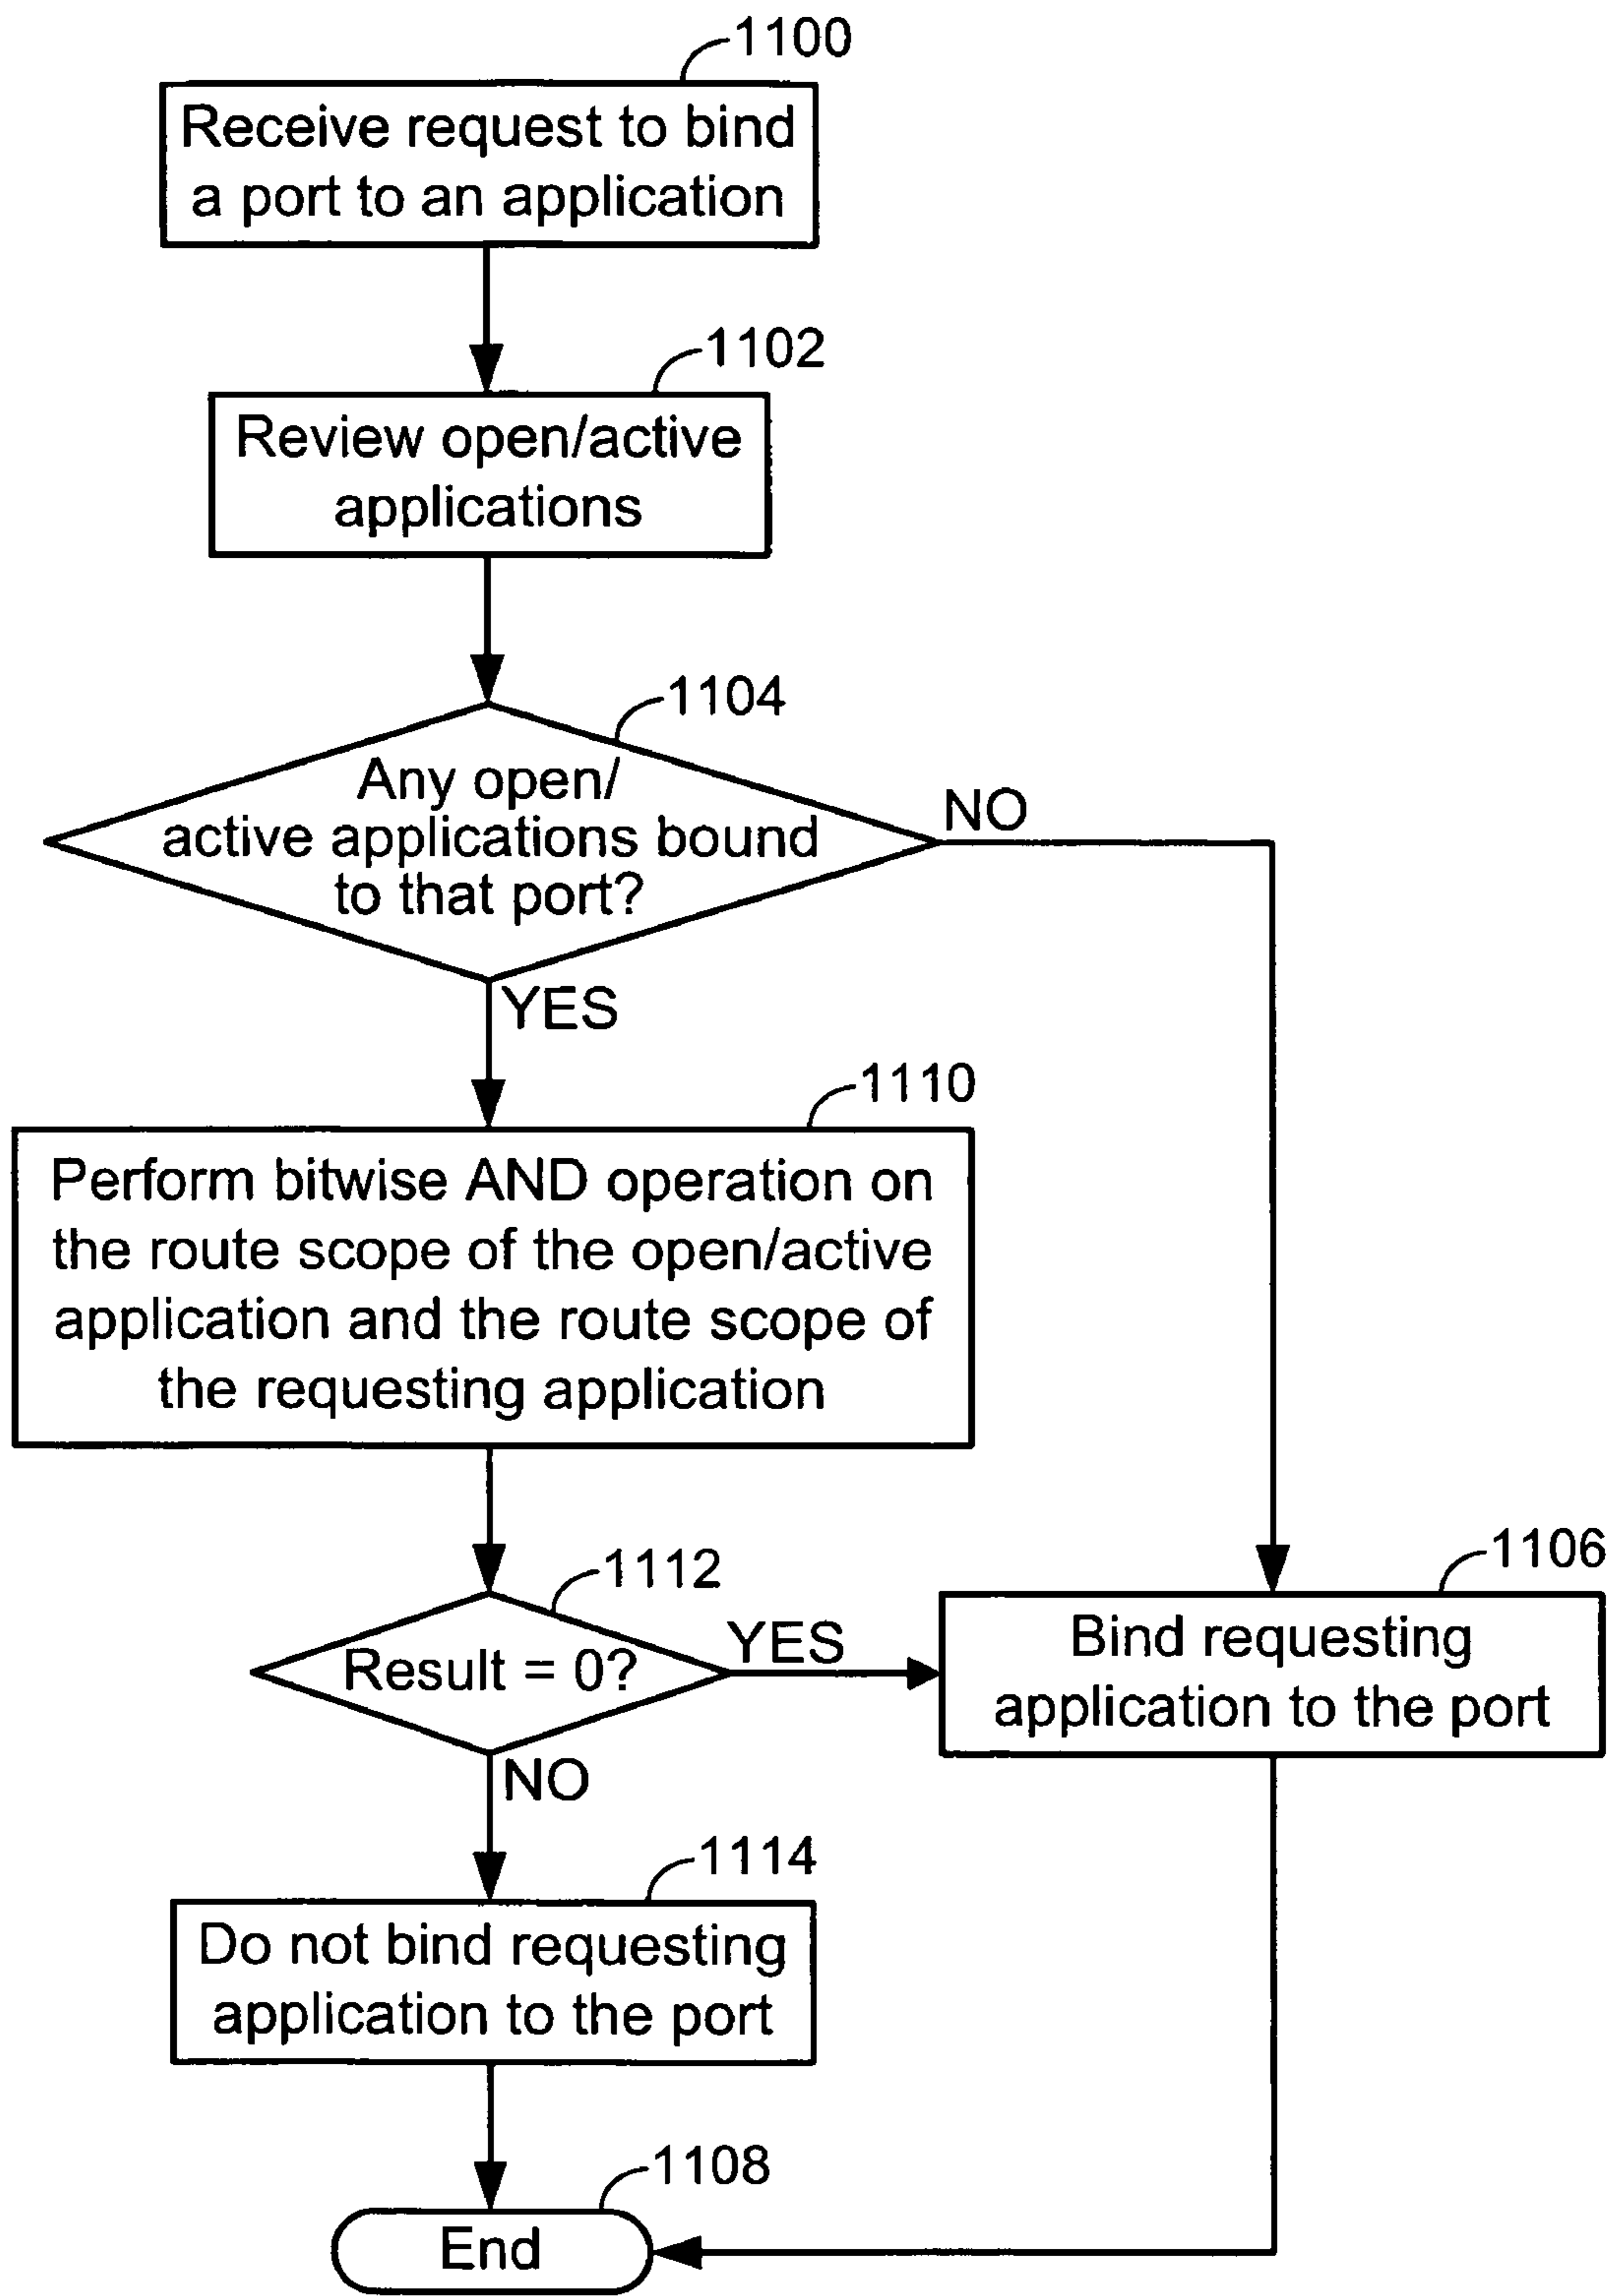 1100
Receive request to bind
a port to an application
1102
Review open/active
applications
1104
Any open/
active applications bound
to that port?
NO
YES
1110
Perform bitwise AND operation on
the route scope of the open/active
application and the route scope of
the requesting application
1112
Result = 0?
YES
NO
1106
Bind requesting
application to the port
1114
Do not bind requesting
application to the port
1108
End